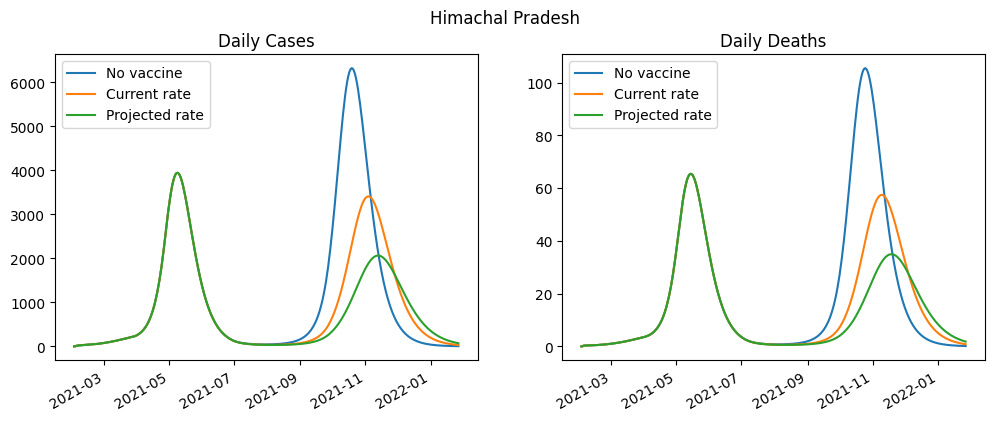 Himachal Pradesh
Daily Cases
No vaccine
Current rate
Projected rate
6000
5000
4000
3000
2000
1000
0
2021-03
2021-05
2021-07
2021-09
2021-11
2022-01
Daily Deaths
No vaccine
Current rate
Projected rate
100
80
60
40
20
0
2021-03
2021-05
2021-07
2021-09
2021-11
2022-01